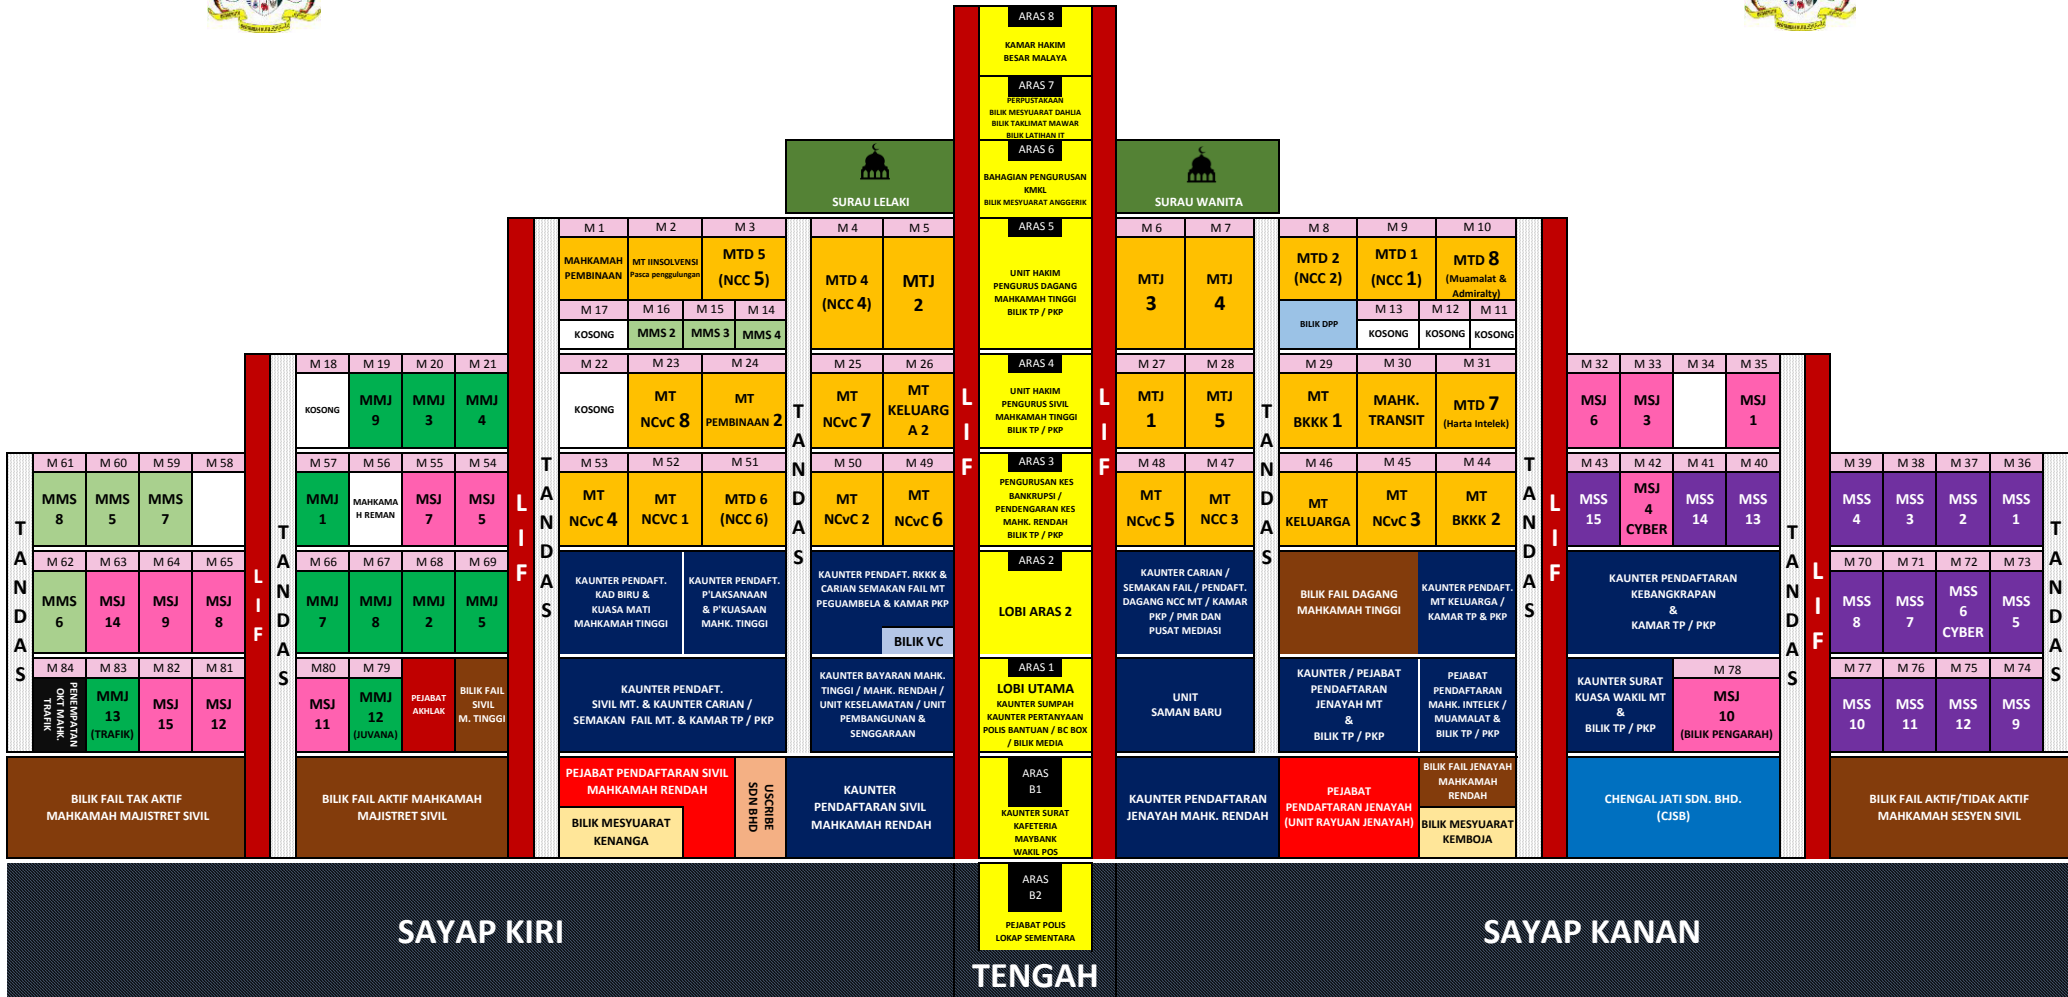 ARAS 8
KAMAR HAKIM
BESAR MALAYA
ARAS 7
PERPUSTAKAAN
BILIK MESYUARAT DAHLIA
BILIK TAKLIMAT MAWAR
BILIK LATIHAN IT
ARAS 6
BAHAGIAN PENGURUSAN
KMKL
BILIK MESYUARAT ANGGERIK
SURAU LELAKI
SURAU WANITA
M 1
M 2
M 3
M 4
M 5
ARAS 5
M 6
M 7
M 8
M 9
M 10
MAHKAMAH
PEMBINAAN
MT IINSOLVENSI
Pasca penggulungan
MTD 5
(NCC 5)
MTD 4
(NCC 4)
MTJ
2
UNIT HAKIM
PENGURUS DAGANG
MAHKAMAH TINGGI
BILIK TP / PKP
MTJ
3
MTJ
4
MTD 2
(NCC 2)
MTD 1
(NCC 1)
MTD 8
(Muamalat &
Admiralty)
M 17
M 16
M 15
M 14
M 13
M 12
M 11
KOSONG
MMS 2
MMS 3
MMS 4
BILIK DPP
KOSONG
KOSONG
KOSONG
M 18
M 19
M 20
M 21
M 22
M 23
M 24
M 25
M 26
ARAS 4
M 27
M 28
M 29
M 30
M 31
M 32
M 33
M 34
M 35
KOSONG
MMJ
9
MMJ
3
MMJ
4
KOSONG
MT
NCvC 8
MT
PEMBINAAN 2
MT
NCvC 7
MT
KELUARG
A 2
UNIT HAKIM
PENGURUS SIVIL
MAHKAMAH TINGGI
BILIK TP / PKP
MTJ
1
MTJ
5
MT
BKKK 1
MAHK.
TRANSIT
MTD 7
(Harta Intelek)
MSJ
6
MSJ
3
MSJ
1
M 61
M 60
M 59
M 58
M 57
M 56
M 55
M 54
M 53
M 52
M 51
M 50
M 49
ARAS 3
M 48
M 47
M 46
M 45
M 44
M 43
M 42
M 41
M 40
M 39
M 38
M 37
M 36
MMS
8
MMS
5
MMS
7
MMJ
1
MAHKAMA
H REMAN
MSJ
7
MSJ
5
MT
NCvC 4
MT
NCVC 1
MTD 6
(NCC 6)
MT
NCvC 2
MT
NCvC 6
PENGURUSAN KES
BANKRUPSI /
PENDENGARAN KES
MAHK. RENDAH
BILIK TP / PKP
MT
NCvC 5
MT
NCC 3
MT
KELUARGA
MT
NCvC 3
MT
BKKK 2
MSS
15
MSJ
4
CYBER
MSS
14
MSS
13
MSS
4
MSS
3
MSS
2
MSS
1
M 62
M 63
M 64
M 65
M 66
M 67
M 68
M 69
ARAS 2
M 70
M 71
M 72
M 73
MMS
6
MSJ
14
MSJ
9
MSJ
8
MMJ
7
MMJ
8
MMJ
2
MMJ
5
KAUNTER PENDAFT.
KAD BIRU &
KUASA MATI
MAHKAMAH TINGGI
KAUNTER PENDAFT.
P'LAKSANAAN
& P'KUASAAN
MAHK. TINGGI
KAUNTER PENDAFT. RKKK &
CARIAN SEMAKAN FAIL MT
PEGUAMBELA & KAMAR PKP
BILIK VC
LOBI ARAS 2
KAUNTER CARIAN /
SEMAKAN FAIL / PENDAFT.
DAGANG NCC MT / KAMAR
PKP / PMR DAN
PUSAT MEDIASI
BILIK FAIL DAGANG
MAHKAMAH TINGGI
KAUNTER PENDAFT.
MT KELUARGA /
KAMAR TP & PKP
KAUNTER PENDAFTARAN
KEBANGKRAPAN
&
KAMAR TP / PKP
MSS
8
MSS
7
MSS
6
CYBER
MSS
5
M 84
M 83
M 82
M 81
M80
M 79
ARAS 1
M 78
M 77
M 76
M 75
M 74
PENEMPATAN
OKT MAHK.
TRAFIK
MMJ
13
(TRAFIK)
MSJ
15
MSJ
12
MSJ
11
MMJ
12
(JUVANA)
PEJABAT
AKHLAK
BILIK FAIL
SIVIL
M. TINGGI
KAUNTER PENDAFT.
SIVIL MT. & KAUNTER CARIAN /
SEMAKAN  FAIL MT. & KAMAR TP / PKP
KAUNTER BAYARAN MAHK.
TINGGI / MAHK. RENDAH /
UNIT KESELAMATAN / UNIT
PEMBANGUNAN &
SENGGARAAN
LOBI UTAMA
KAUNTER SUMPAH
KAUNTER PERTANYAAN
POLIS BANTUAN / BC BOX
/ BILIK MEDIA
UNIT
SAMAN BARU
KAUNTER / PEJABAT
PENDAFTARAN
JENAYAH MT
&
BILIK TP / PKP
PEJABAT
PENDAFTARAN
MAHK. INTELEK /
MUAMALAT &
BILIK TP / PKP
KAUNTER SURAT
KUASA WAKIL MT
&
BILIK TP / PKP
MSJ
10
(BILIK PENGARAH)
MSS
10
MSS
11
MSS
12
MSS
9
BILIK FAIL TAK AKTIF
MAHKAMAH MAJISTRET SIVIL
BILIK FAIL AKTIF MAHKAMAH
MAJISTRET SIVIL
PEJABAT PENDAFTARAN SIVIL
MAHKAMAH RENDAH
BILIK MESYUARAT
KENANGA
USCRIBE
SDN BHD
KAUNTER
PENDAFTARAN SIVIL
MAHKAMAH RENDAH
ARAS
B1
KAUNTER SURAT
KAFETERIA
MAYBANK
WAKIL POS
KAUNTER PENDAFTARAN
JENAYAH MAHK. RENDAH
PEJABAT
PENDAFTARAN JENAYAH
(UNIT RAYUAN JENAYAH)
BILIK FAIL JENAYAH
MAHKAMAH
RENDAH
BILIK MESYUARAT
KEMBOJA
CHENGAL JATI SDN. BHD.
(CJSB)
BILIK FAIL AKTIF/TIDAK AKTIF
MAHKAMAH SESYEN SIVIL
TANDAS
LIF
TANDAS
LIF
TANDAS
TANDAS
LIF
LIF
TANDAS
TANDAS
LIF
TANDAS
LIF
TANDAS
ARAS
B2
PEJABAT POLIS
LOKAP SEMENTARA
SAYAP KIRI
TENGAH
SAYAP KANAN